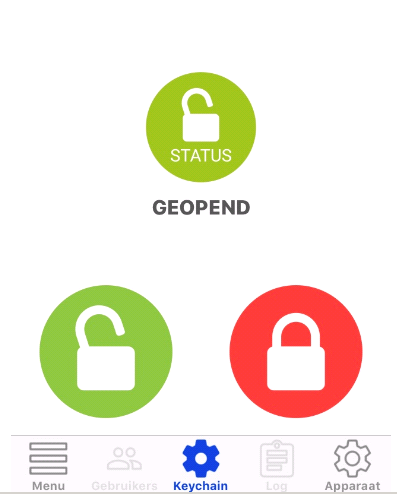 STATUS
GEOPEND
Menu Gebruikers Keychain Log Apparaat